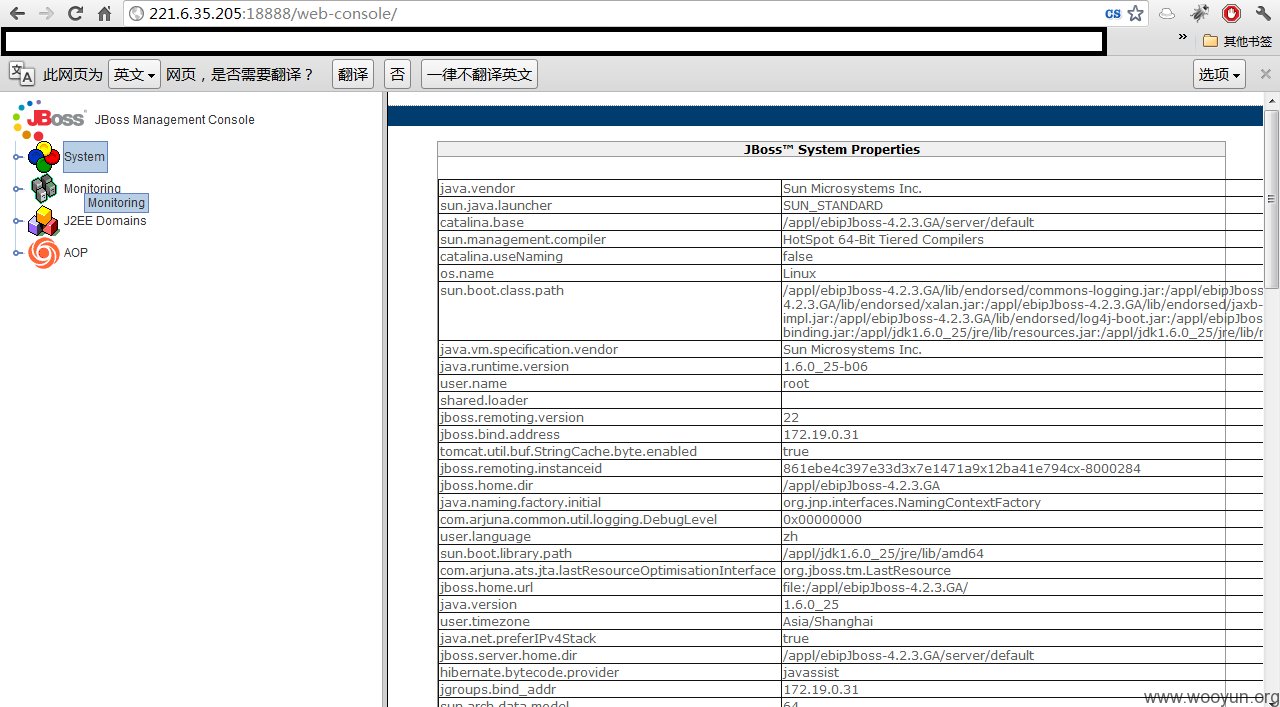 221.6.35.205:18888/web-console/
CS
»
其他书签
此网页为 英文 网页，是否需要翻译？ 翻译 否 一律不翻译英文 选项
JBoss JBoss Management Console
System
Monitoring
Monitoring
J2EE Domains
AOP
JBoss™ System Properties
java.vendor Sun Microsystems Inc.
sun.java.launcher SUN_STANDARD
catalina.base /appl/ebipJboss-4.2.3.GA/server/default
sun.management.compiler HotSpot 64-Bit Tiered Compilers
catalina.useNaming false
os.name Linux
sun.boot.class.path /appl/ebipJboss-4.2.3.GA/lib/endorsed/commons-logging.jar:/appl/ebipJboss
4.2.3.GA/lib/endorsed/xalan.jar:/appl/ebipJboss-4.2.3.GA/lib/endorsed/jaxb-
impl.jar:/appl/ebipJboss-4.2.3.GA/lib/endorsed/log4j-boot.jar:/appl/ebipJbos
binding.jar:/appl/jdk1.6.0_25/jre/lib/resources.jar:/appl/jdk1.6.0_25/jre/lib/r
java.vm.specification.vendor Sun Microsystems Inc.
java.runtime.version 1.6.0_25-b06
user.name root
shared.loader
jboss.remoting.version 22
jboss.bind.address 172.19.0.31
tomcat.util.buf.StringCache.byte.enabled true
jboss.remoting.instanceid 861ebe4c397e33d3x7e1471a9x12ba41e794cx-8000284
jboss.home.dir /appl/ebipJboss-4.2.3.GA
java.naming.factory.initial org.jnp.interfaces.NamingContextFactory
com.arjuna.common.util.logging.DebugLevel 0x00000000
user.language zh
sun.boot.library.path /appl/jdk1.6.0_25/jre/lib/amd64
com.arjuna.ats.jta.lastResourceOptimisationInterface org.jboss.tm.LastResource
jboss.home.url file:/appl/ebipJboss-4.2.3.GA/
java.version 1.6.0_25
user.timezone Asia/Shanghai
java.net.preferIPv4Stack true
jboss.server.home.dir /appl/ebipJboss-4.2.3.GA/server/default
hibernate.bytecode.provider javassist
jgroups.bind_addr 172.19.0.31
sun.arch.data.model 64
www.wooyun.org